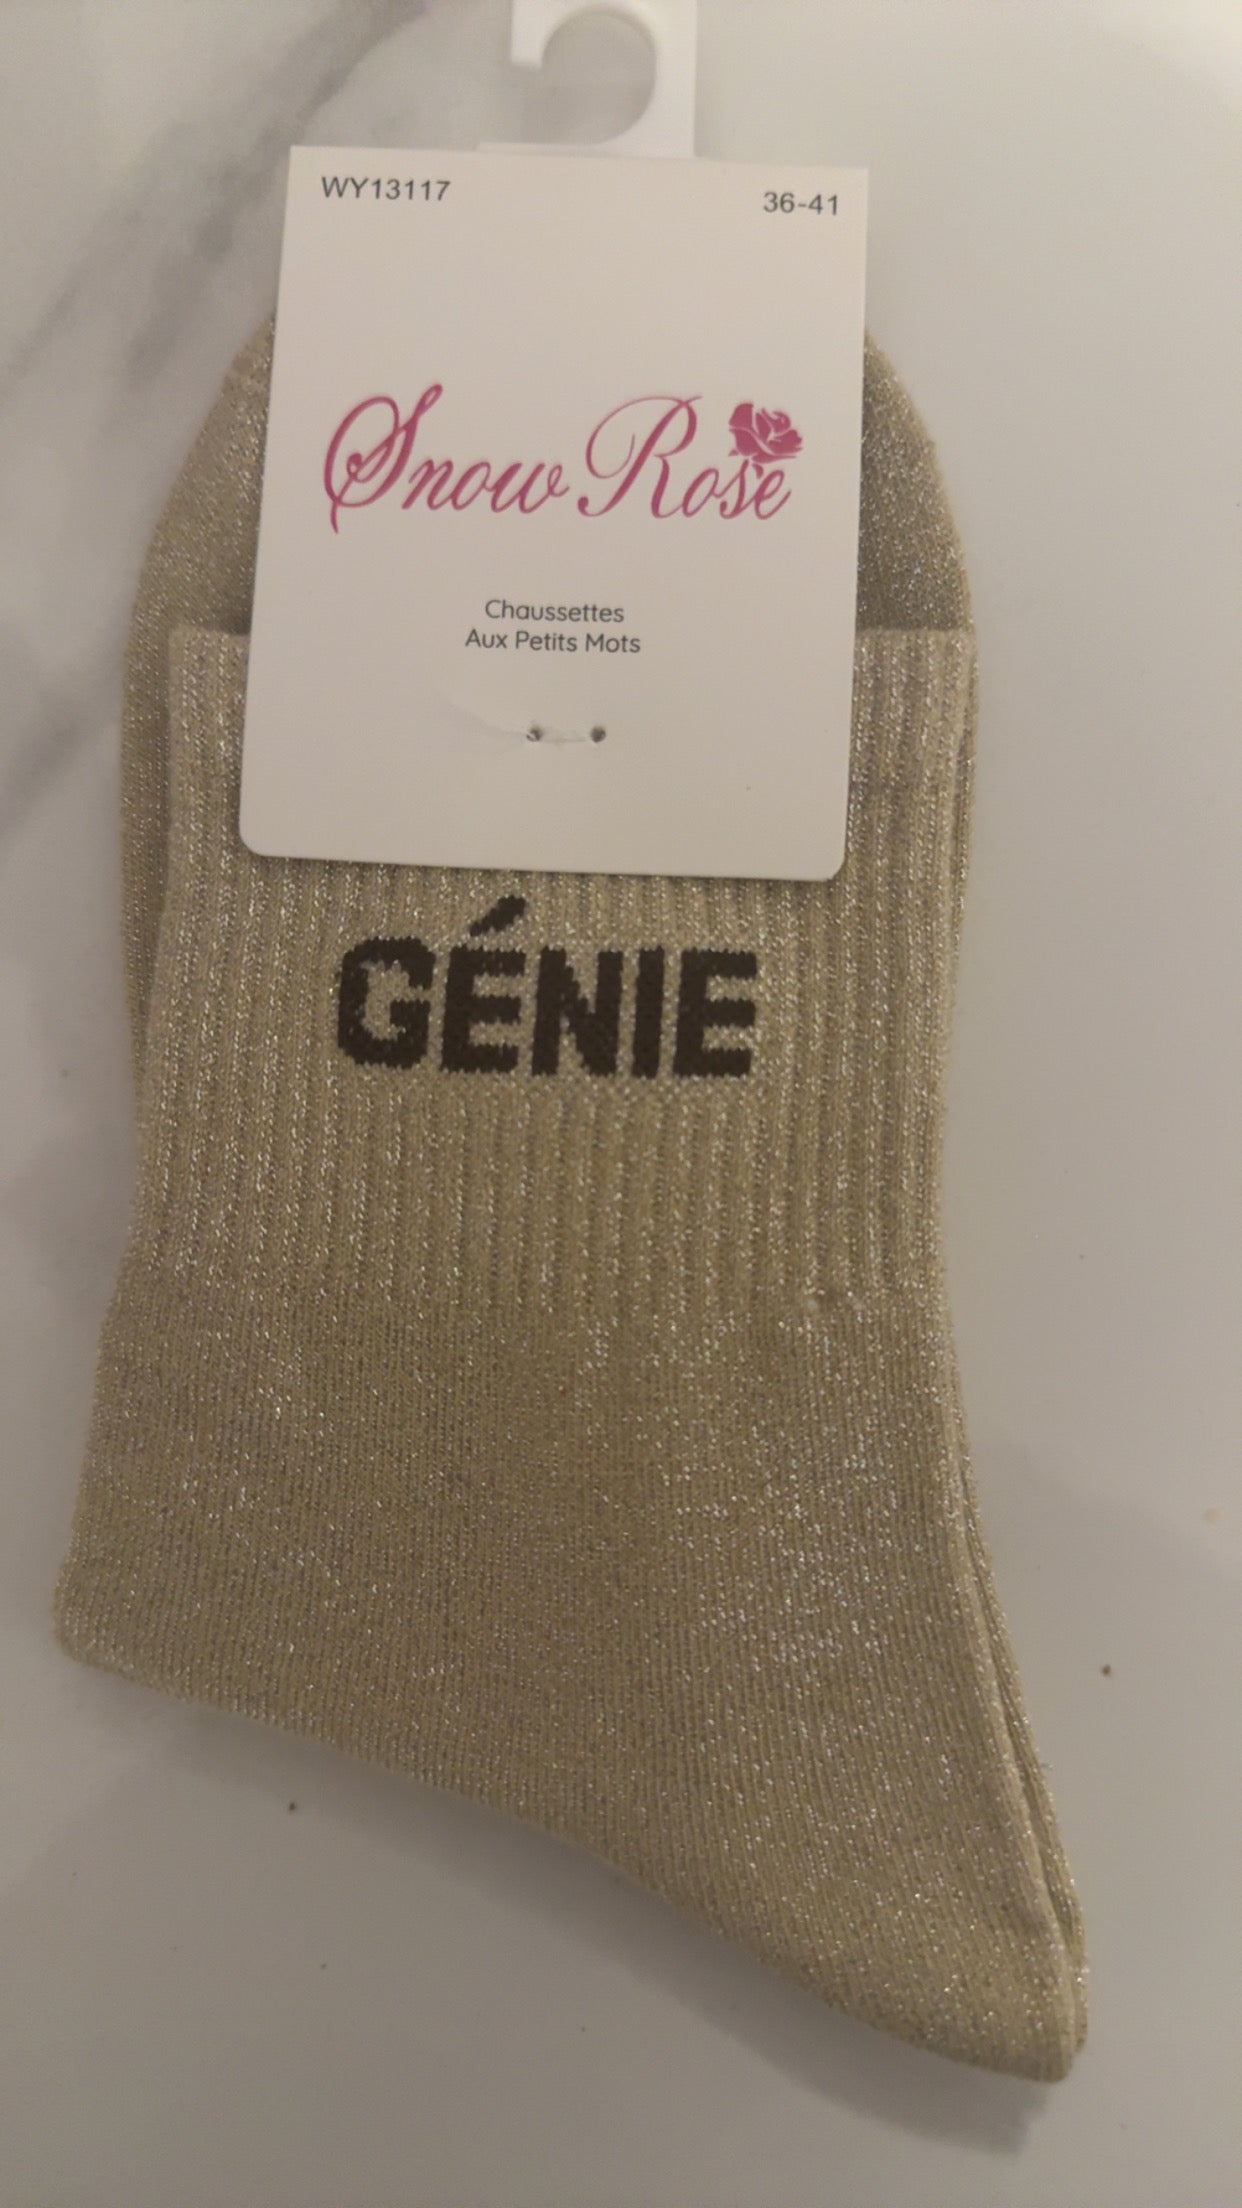 WY13117 36-41
Snow Rose
Chaussettes
Aux Petits Mots
GÉNIE